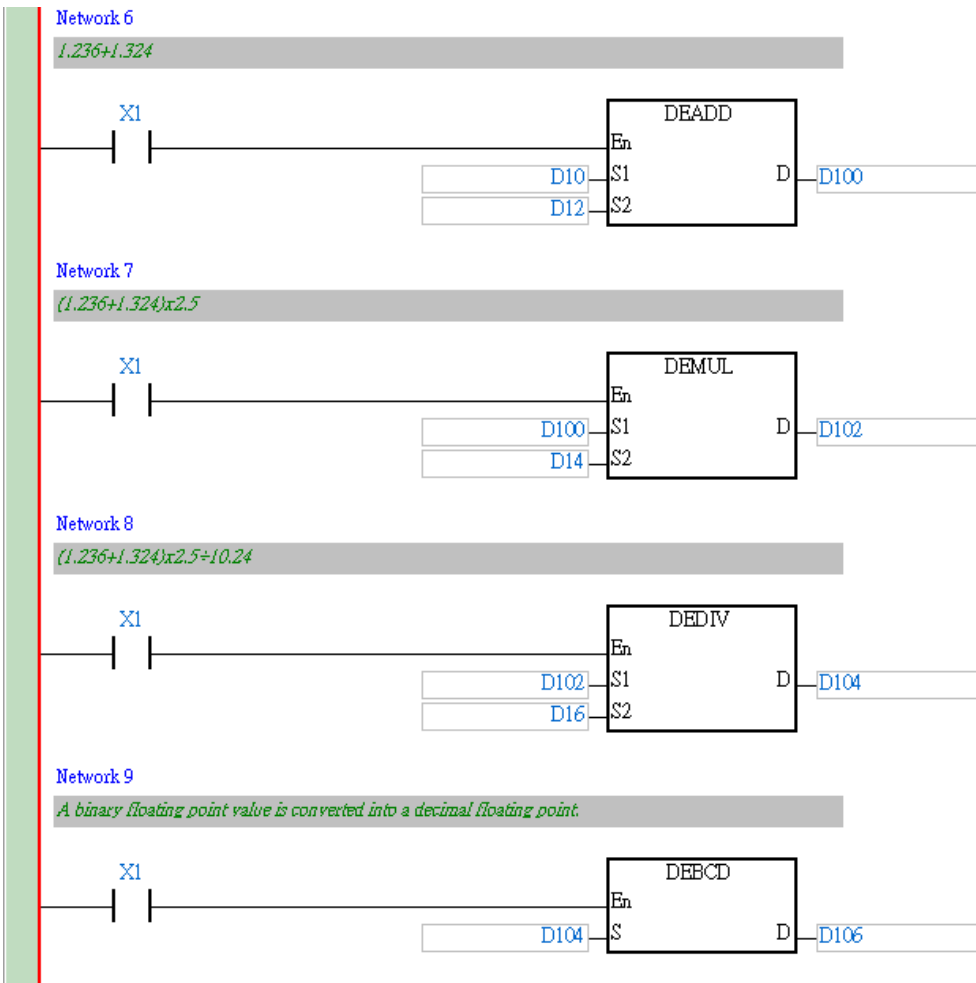 Network 6
1.236+1.324
X1
DEADD
En
D10 S1 D D100
D12 S2
Network 7
(1.236+1.324)x2.5
X1
DEMUL
En
D100 S1 D D102
D14 S2
Network 8
(1.236+1.324)x2.5÷10.24
X1
DEDIV
En
D102 S1 D D104
D16 S2
Network 9
A binary floating point value is converted into a decimal floating point.
X1
DEBCD
En
D104 S D D106